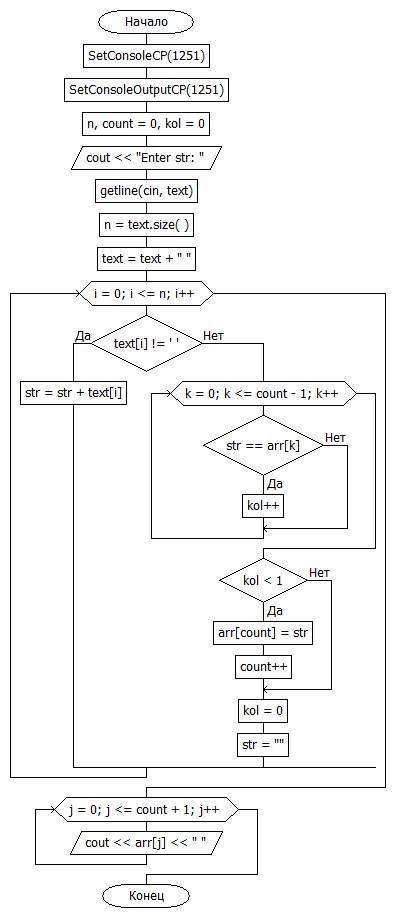 Начало
SetConsoleCP(1251)
SetConsoleOutputCP(1251)
n, count = 0, kol = 0
cout << "Enter str: "
getline(cin, text)
n = text.size( )
text = text + " "
i = 0; i <= n; i++
Да
text[i] != ' '
Нет
str = str + text[i]
k = 0; k <= count - 1; k++
str == arr[k]
Нет
Да
kol++
kol < 1
Нет
Да
arr[count] = str
count++
kol = 0
str = ""
j = 0; j <= count + 1; j++
cout << arr[j] << " "
Конец